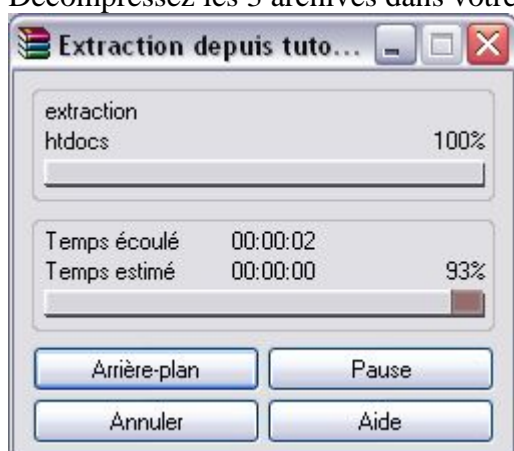 Décompressez les 3 archives dans votre
Extraction depuis tuto...
extraction
htdocs 100%
Temps écoulé 00:00:02
Temps estimé 00:00:00 93%
Arrière-plan Pause
Annuler Aide